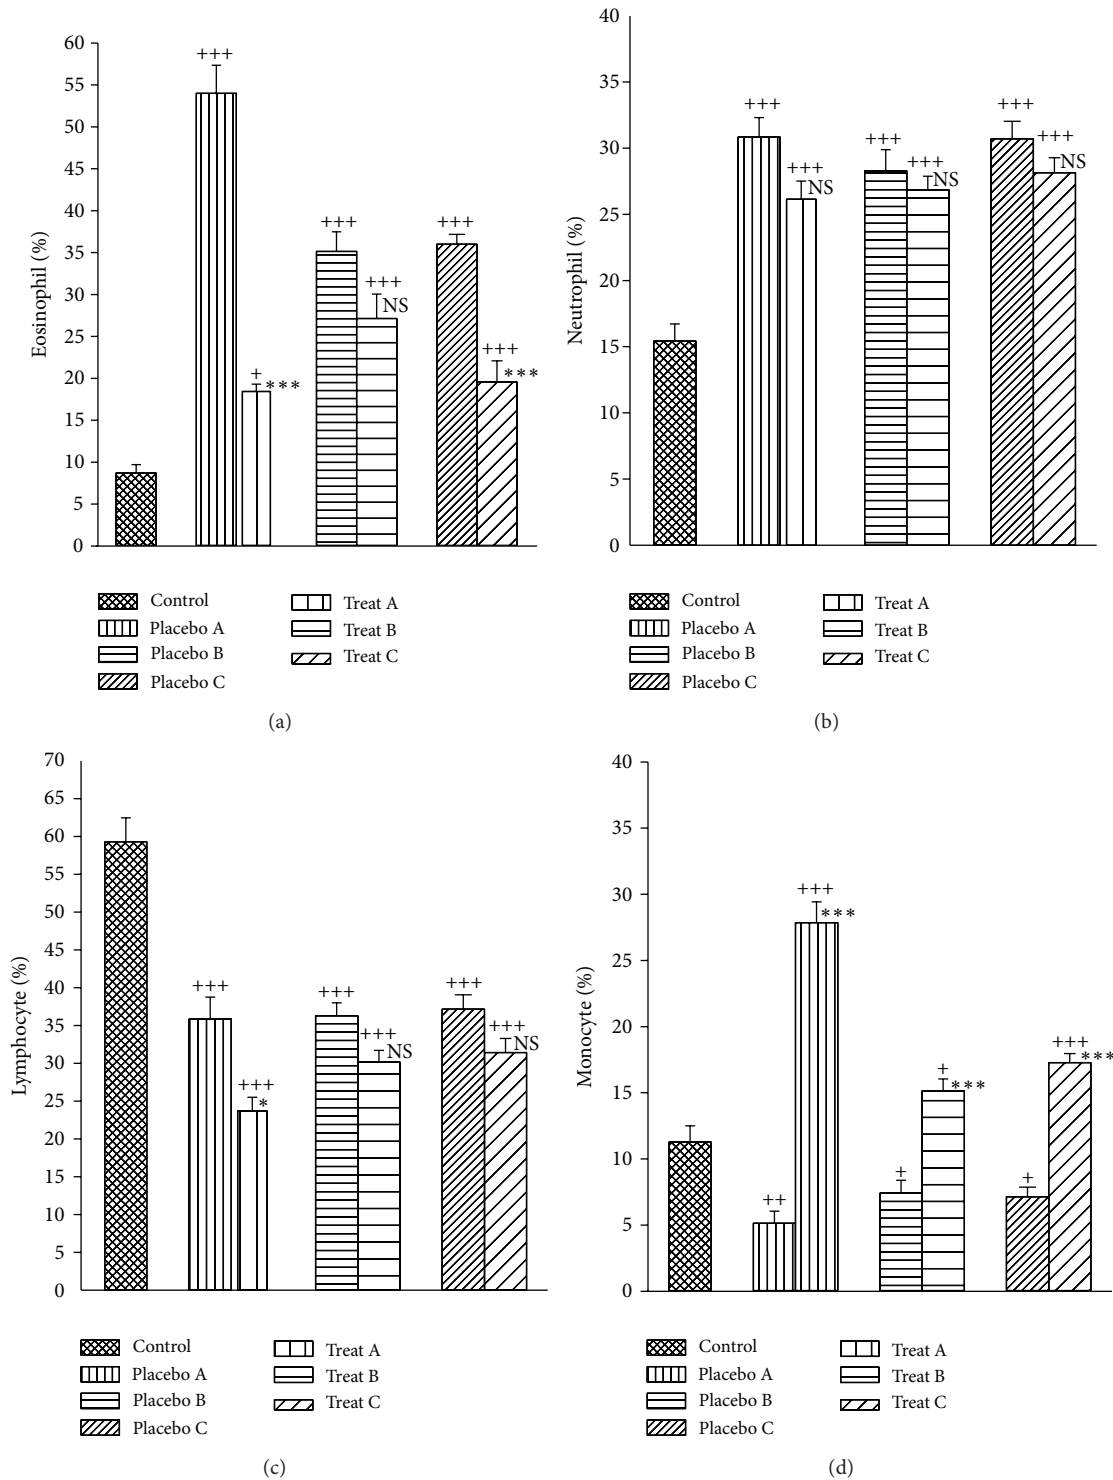 60
55
50
45
40
35
30
25
20
15
10
5
0
Eosinophil (%)
+++
+
***
+++
+++
NS
+++
+++
***
Control
Placebo A
Placebo B
Placebo C
Treat A
Treat B
Treat C
(a)
40
35
30
25
20
15
10
5
0
Neutrophil (%)
+++
+++
NS
+++
+++
NS
+++
+++
NS
Control
Placebo A
Placebo B
Placebo C
Treat A
Treat B
Treat C
(b)
70
65
60
55
50
45
40
35
30
25
20
15
10
5
0
Lymphocyte (%)
+++
+++
*
+++
+++
NS
+++
+++
NS
Control
Placebo A
Placebo B
Placebo C
Treat A
Treat B
Treat C
(c)
40
35
30
25
20
15
10
5
0
Monocyte (%)
++
+++
***
+
+
***
+
+++
***
Control
Placebo A
Placebo B
Placebo C
Treat A
Treat B
Treat C
(d)